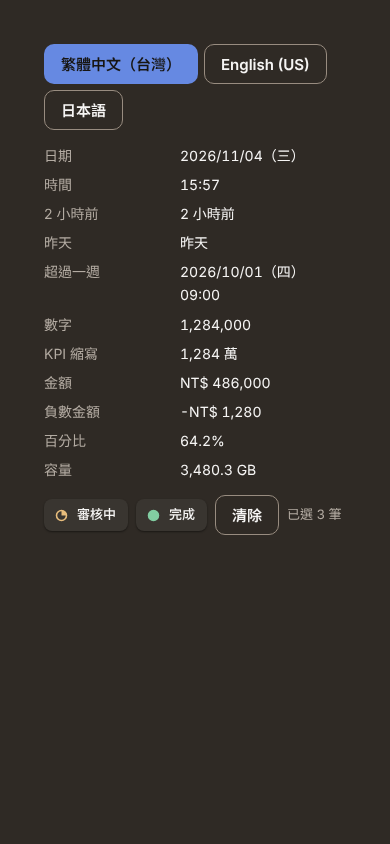 繁體中文（台灣） English (US)
日本語
日期 2026/11/04（三）
時間 15:57
2 小時前 2 小時前
昨天 昨天
超過一週 2026/10/01（四）
09:00
數字 1,284,000
KPI 縮寫 1,284 萬
金額 NT$ 486,000
負數金額 -NT$ 1,280
百分比 64.2%
容量 3,480.3 GB
審核中 完成 清除 已選 3 筆